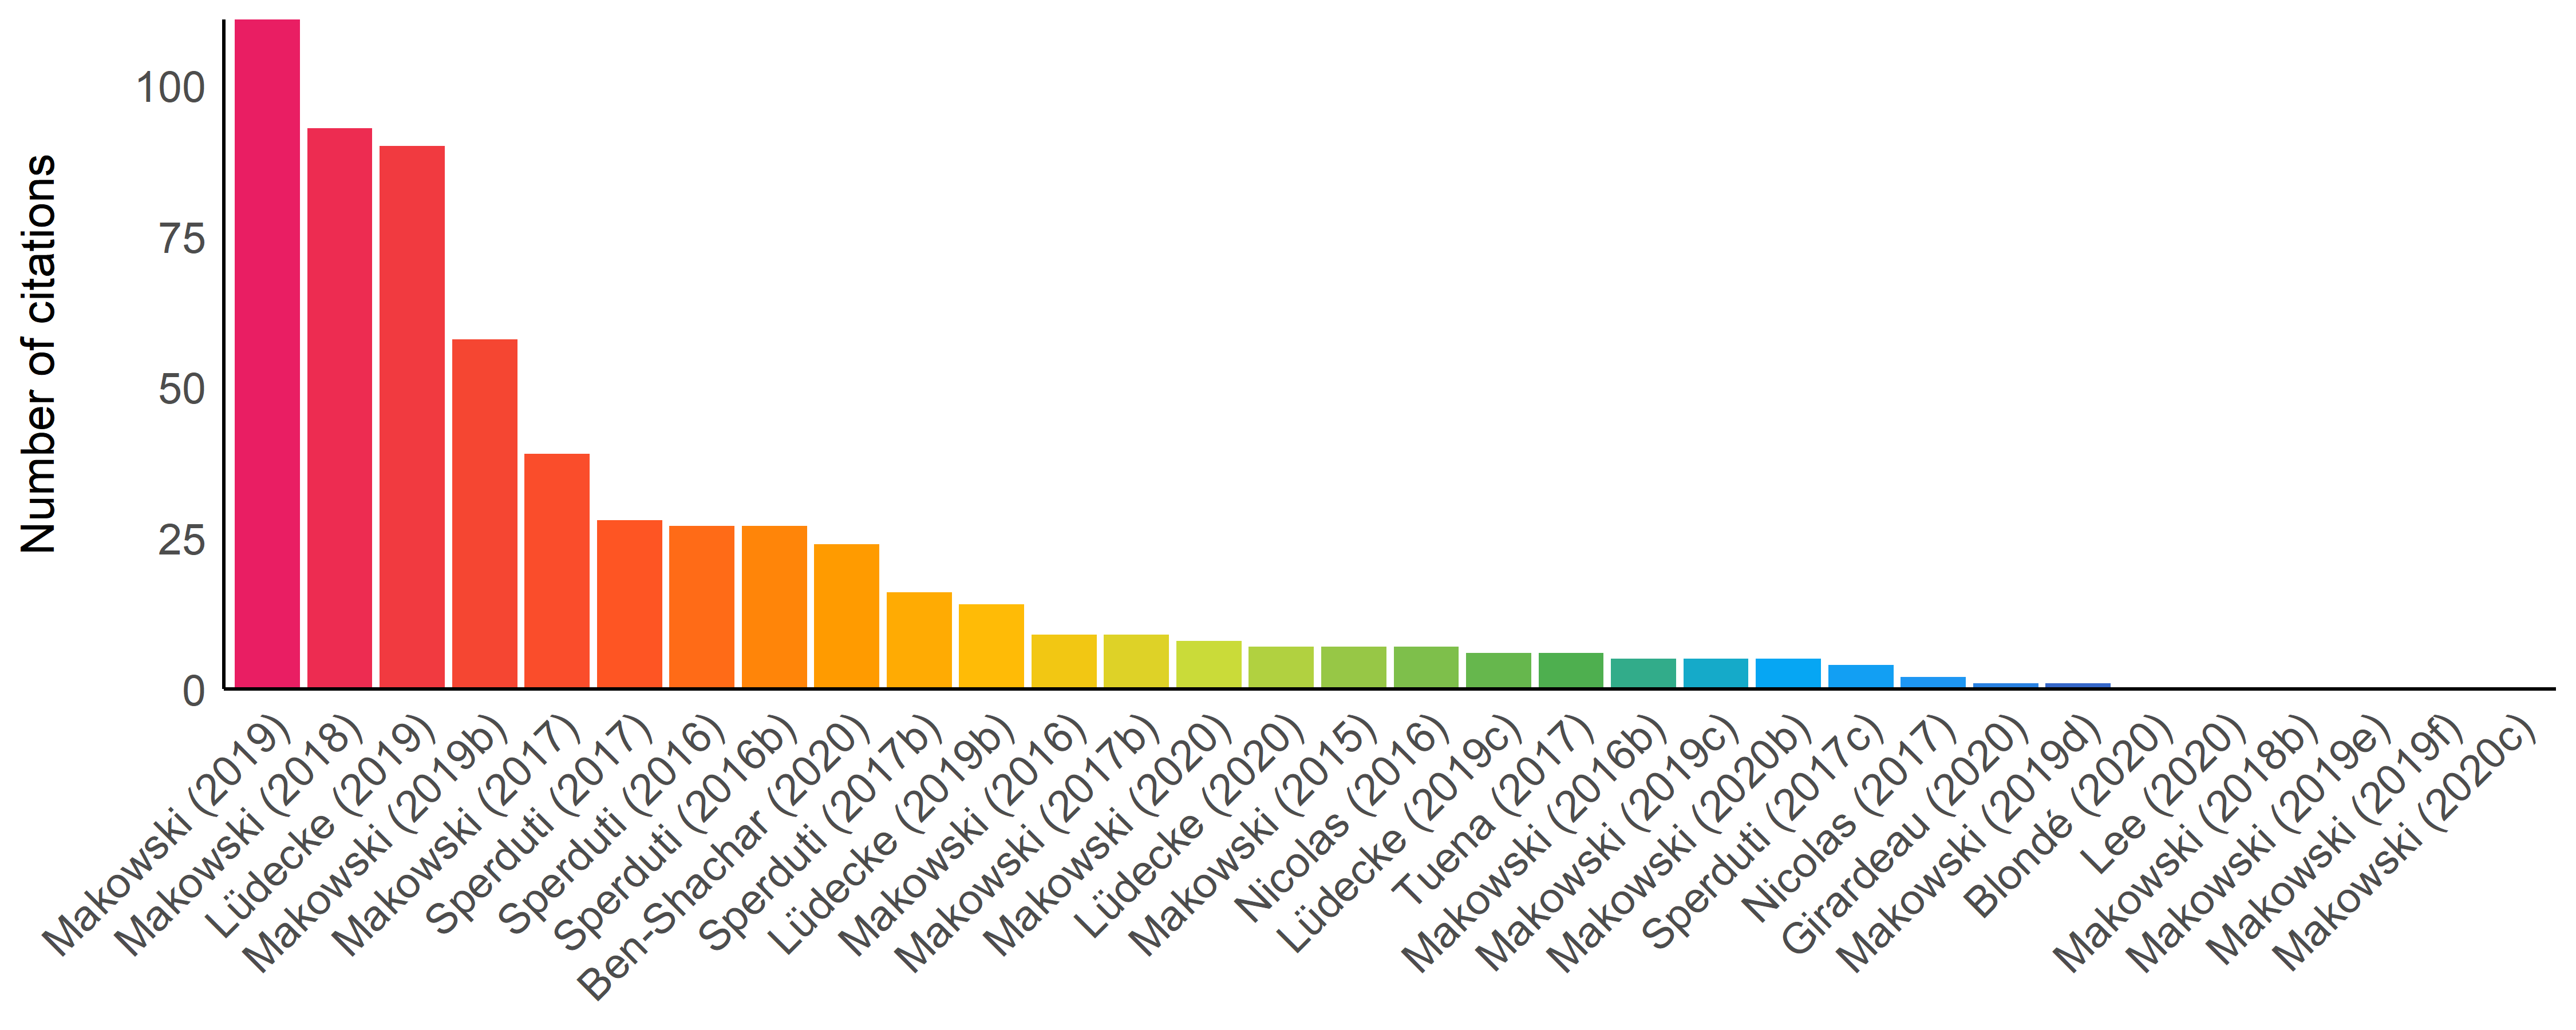 Number of citations
100
75
50
25
0
Makowski (2019)
Makowski (2018)
Lüdecke (2019)
Makowski (2019b)
Makowski (2017)
Sperduti (2017)
Sperduti (2016)
Sperduti (2016b)
Ben-Shachar (2020)
Sperduti (2017b)
Lüdecke (2019b)
Makowski (2016)
Makowski (2017b)
Makowski (2020)
Lüdecke (2020)
Makowski (2015)
Nicolas (2016)
Lüdecke (2019c)
Tuena (2017)
Makowski (2016b)
Makowski (2019c)
Makowski (2020b)
Sperduti (2017c)
Nicolas (2017)
Girardeau (2020)
Makowski (2019d)
Blondé (2020)
Lee (2020)
Makowski (2018b)
Makowski (2019e)
Makowski (2019f)
Makowski (2020c)